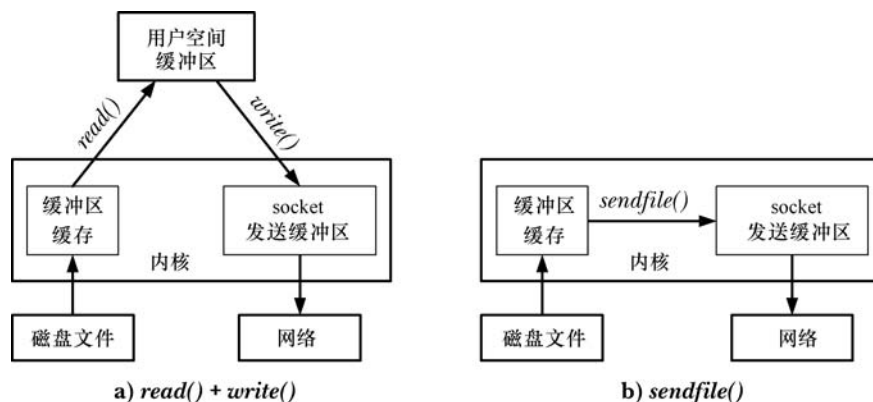 用户空间
缓冲区
read()
write()
缓冲区
缓存
socket
发送缓冲区
内核
磁盘文件
网络
a) read() + write()
缓冲区
缓存
sendfile()
socket
发送缓冲区
内核
磁盘文件
网络
b) sendfile()